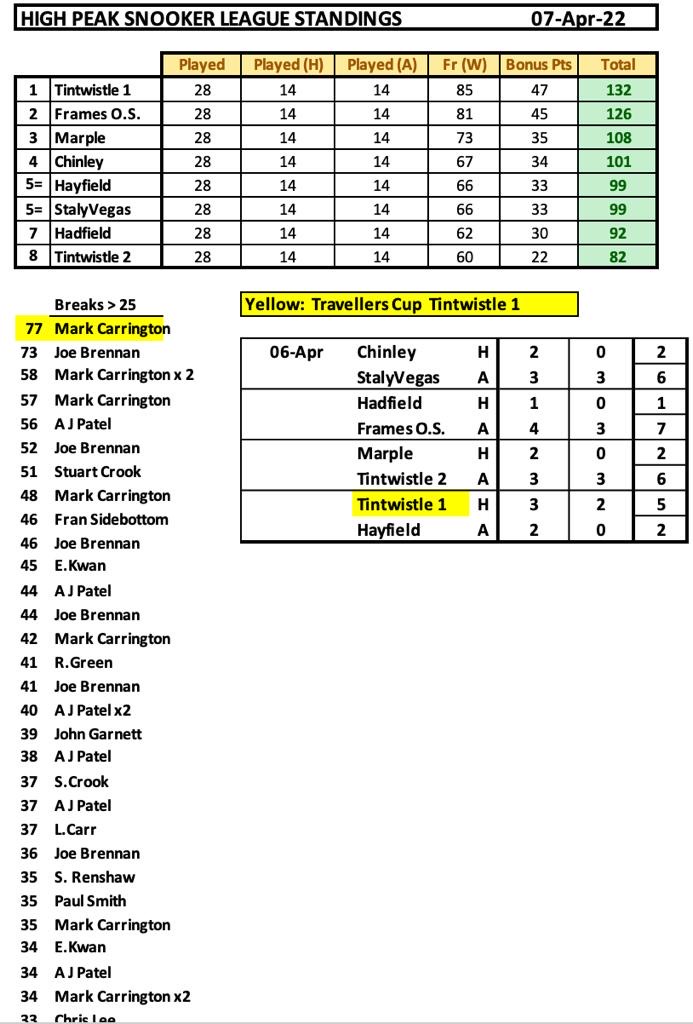 HIGH PEAK SNOOKER LEAGUE STANDINGS 07-Apr-22
Played Played (H) Played (A) Fr (W) Bonus Pts Total
1 Tintwistle 1 28 14 14 85 47 132
2 Frames O.S. 28 14 14 81 45 126
3 Marple 28 14 14 73 35 108
4 Chinley 28 14 14 67 34 101
5= Hayfield 28 14 14 66 33 99
5= StalyVegas 28 14 14 66 33 99
7 Hadfield 28 14 14 62 30 92
8 Tintwistle 2 28 14 14 60 22 82
Breaks > 25
77 Mark Carrington
73 Joe Brennan
58 Mark Carrington x 2
57 Mark Carrington
56 A J Patel
52 Joe Brennan
51 Stuart Crook
48 Mark Carrington
46 Fran Sidebottom
46 Joe Brennan
45 E.Kwan
44 A J Patel
44 Joe Brennan
42 Mark Carrington
41 R.Green
41 Joe Brennan
40 A J Patel x2
39 John Garnett
38 A J Patel
37 S.Crook
37 A J Patel
37 L.Carr
36 Joe Brennan
35 S. Renshaw
35 Paul Smith
35 Mark Carrington
34 E.Kwan
34 A J Patel
34 Mark Carrington x2
33 Chris Lee
Yellow: Travellers Cup Tintwistle 1
06-Apr Chinley H 2 0 2
StalyVegas A 3 3 6
Hadfield H 1 0 1
Frames O.S. A 4 3 7
Marple H 2 0 2
Tintwistle 2 A 3 3 6
Tintwistle 1 H 3 2 5
Hayfield A 2 0 2